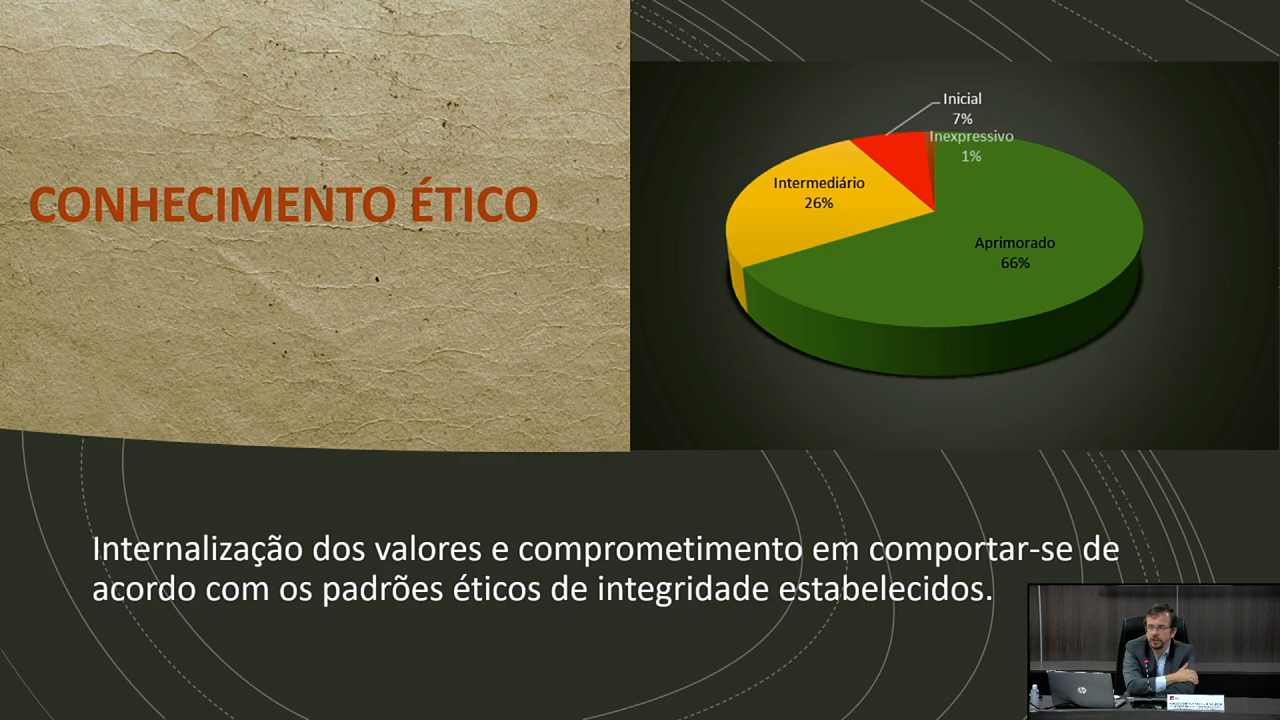 CONHECIMENTO ÉTICO
Inicial
7%
Inexpressivo
1%
Intermediário
26%
Aprimorado
66%
Internalização dos valores e comprometimento em comportar-se de
acordo com os padrões éticos de integridade estabelecidos.
hp